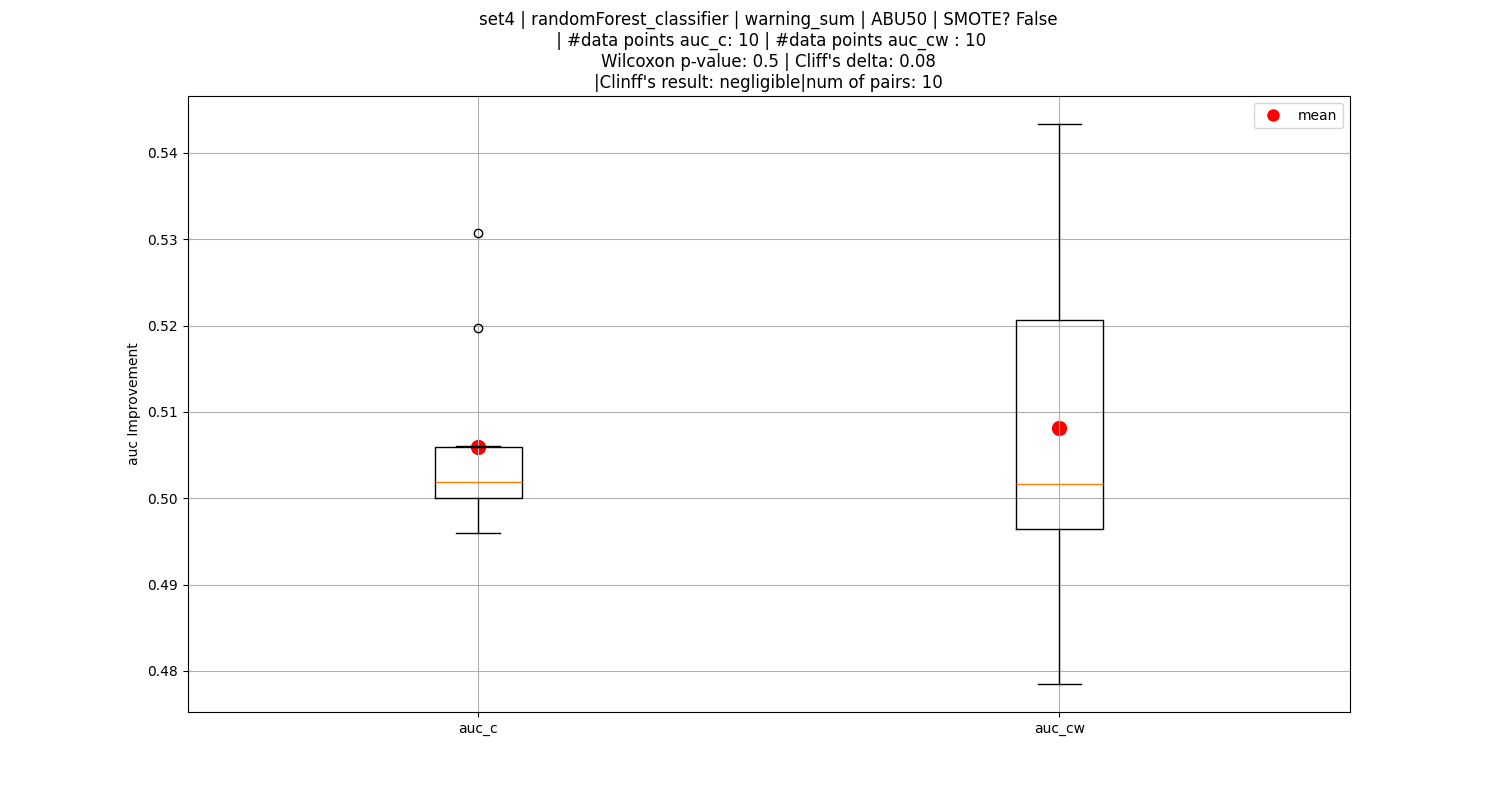 set4 | randomForest_classifier | warning_sum | ABU50 | SMOTE? False
| #data points auc_c: 10 | #data points auc_cw : 10
Wilcoxon p-value: 0.5 | Cliff's delta: 0.08
|Clinff's result: negligible|num of pairs: 10
mean
0.54
0.53
0.52
0.51
0.50
0.49
0.48
auc Improvement
auc_c
auc_cw